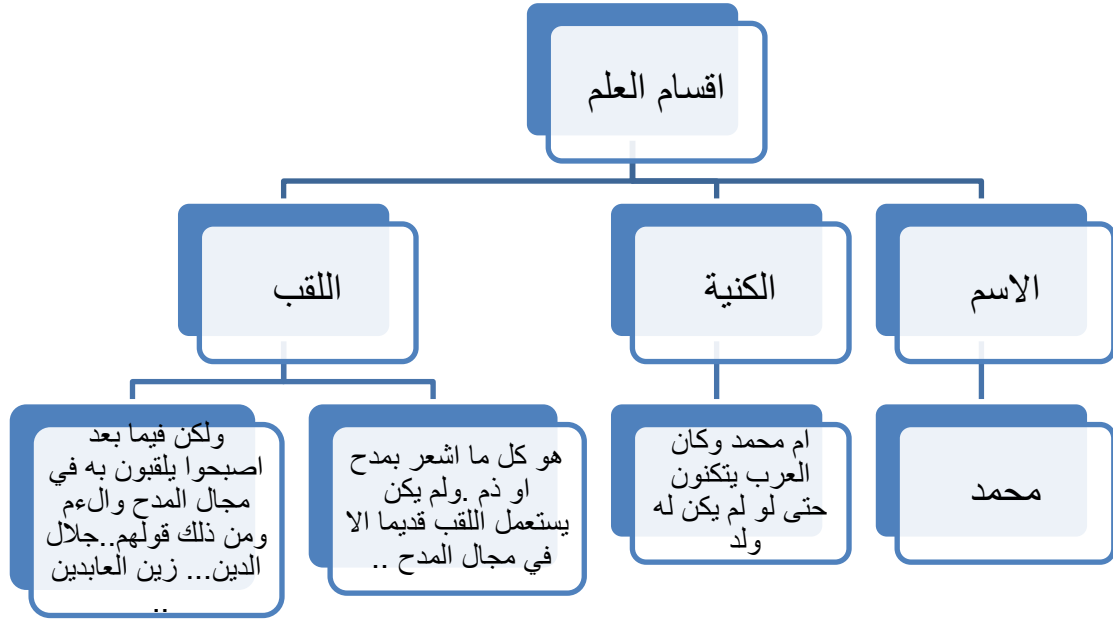 اقسام العلم
الاسم
الكنية
اللقب
محمد
ام محمد وكان
العرب يتكنون
حتى لو لم يكن له
ولد
هو كل ما اشعر بمدح
او ذم .ولم يكن
يستعمل اللقب قديما الا
في مجال المدح ..
ولكن فيما بعد
اصبحوا يلقبون به في
مجال المدح والءم
ومن ذلك قولهم..جلال
الدين... زين العابدين
..